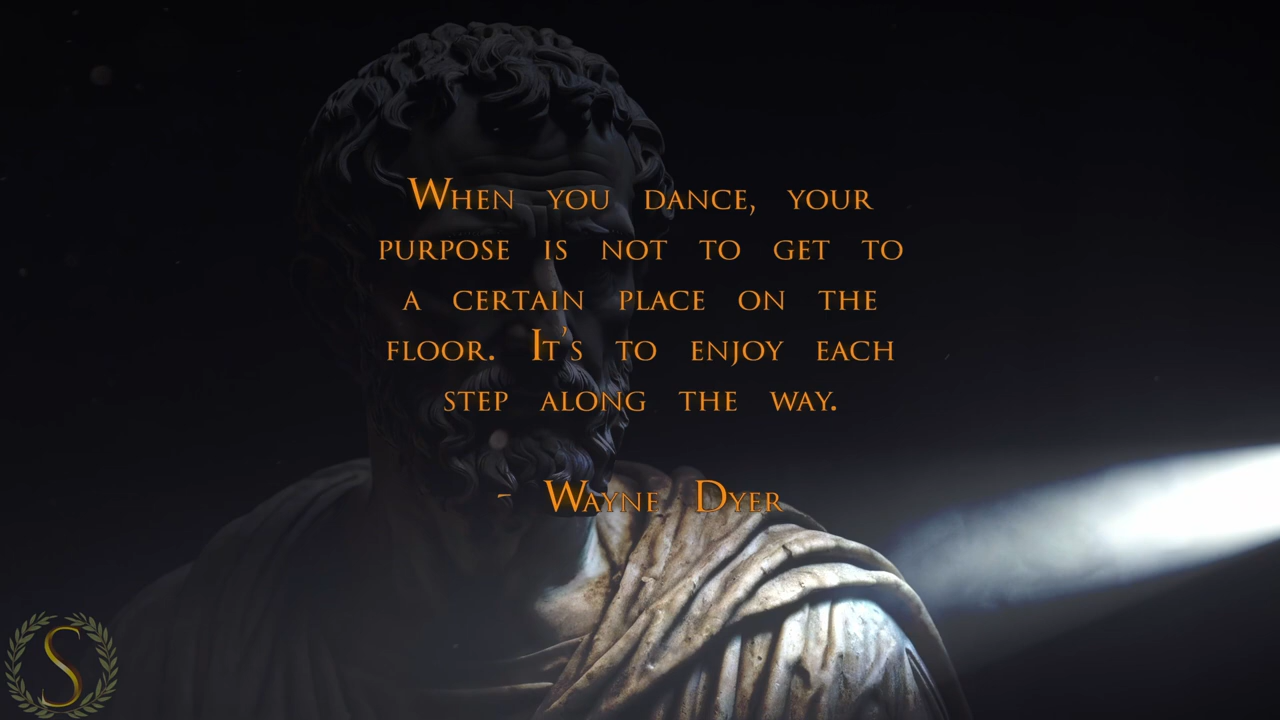 When you dance, your
purpose is not to get to
a certain place on the
floor. It's to enjoy each
step along the way.
- Wayne Dyer
S